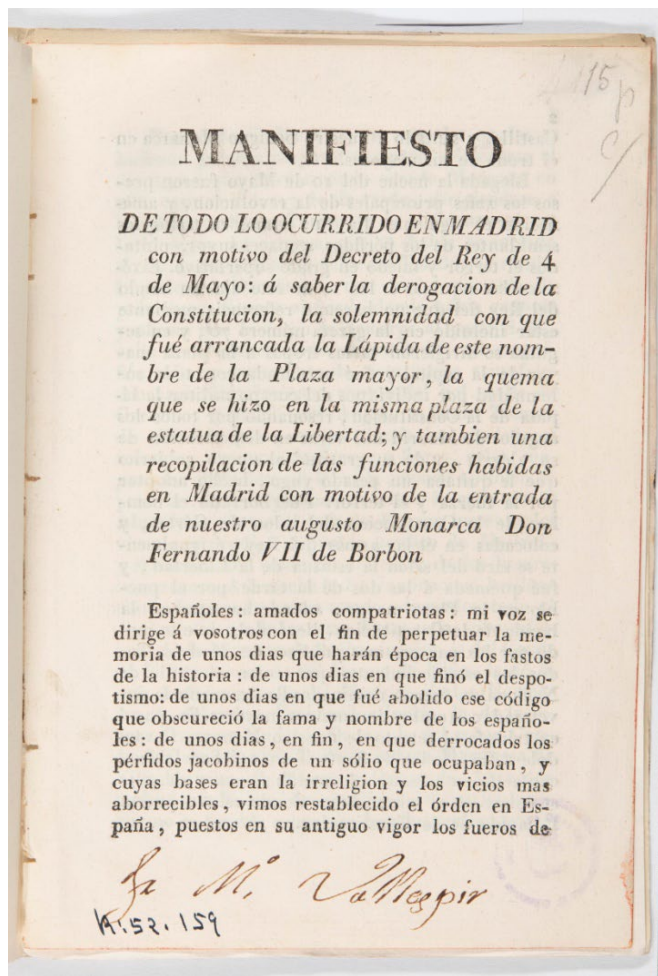 15 p
MANIFIESTO
DE TODO LO OCURRIDO EN MADRID
con motivo del Decreto del Rey de 4
de Mayo: á saber la derogacion de la
Constitucion, la solemnidad con que
fué arrancada la Lápida de este nom-
bre de la Plaza mayor, la quema
que se hizo en la misma plaza de la
estatua de la Libertad; y tambien una
recopilacion de las funciones habidas
en Madrid con motivo de la entrada
de nuestro augusto Monarca Don
Fernando VII de Borbon
Españoles: amados compatriotas: mi voz se
dirige á vosotros con el fin de perpetuar la me-
moria de unos dias que harán época en los fastos
de la historia: de unos dias en que finó el despo-
tismo: de unos dias en que fué abolido ese código
que obscureció la fama y nombre de los españo-
les: de unos dias, en fin, en que derrocados los
pérfidos jacobinos de un sólio que ocupaban, y
cuyas bases eran la irreligion y los vicios mas
aborrecibles, vimos restablecido el órden en Es-
paña, puestos en su antiguo vigor los fueros de
Mº Vallespir
R.52.159